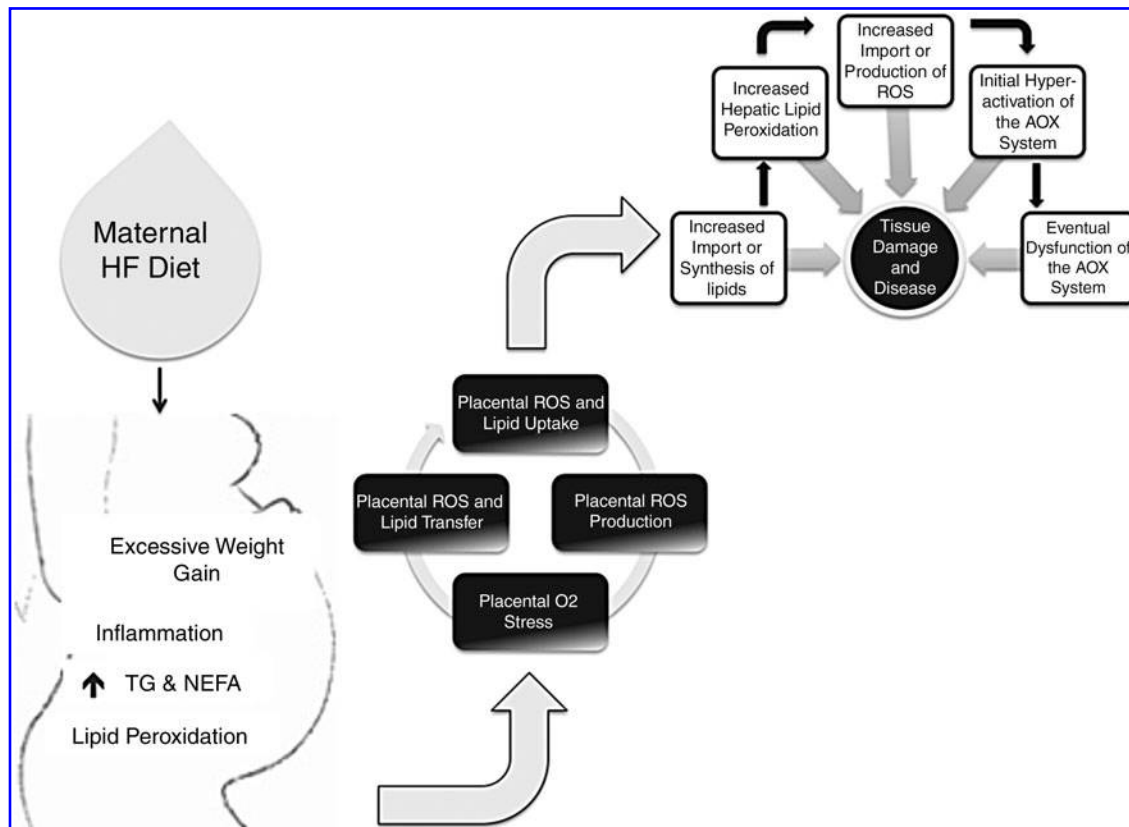 Maternal
HF Diet
Excessive Weight
Gain
Inflammation
TG & NEFA
Lipid Peroxidation
Placental ROS and
Lipid Uptake
Placental ROS
Production
Placental O2
Stress
Placental ROS and
Lipid Transfer
Increased
Import or
Synthesis of
lipids
Increased
Hepatic Lipid
Peroxidation
Increased
Import or
Production of
ROS
Initial Hyper-
activation of
the AOX
System
Eventual
Dysfunction of
the AOX
System
Tissue
Damage
and
Disease